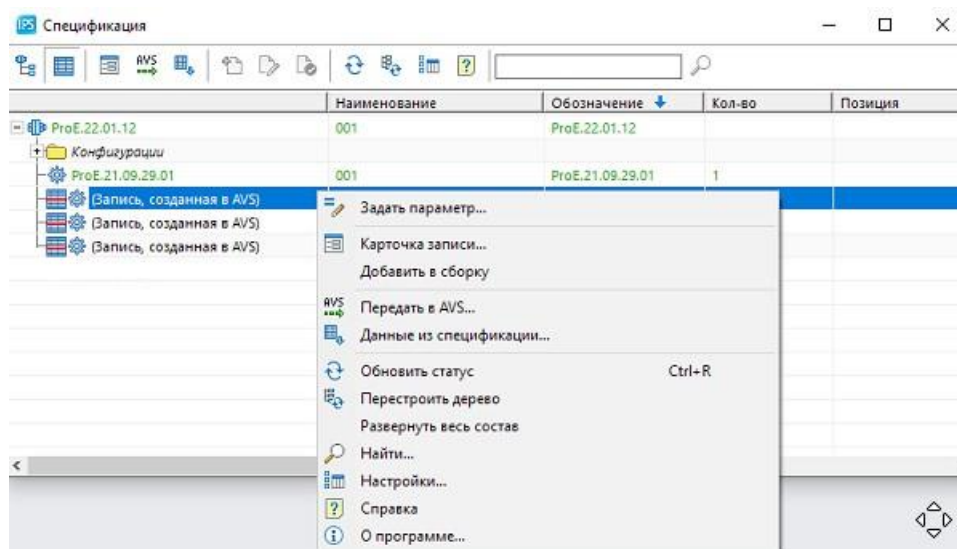 IPS Спецификация
AVS
Наименование Обозначение Кол-во Позиция
ProE.22.01.12 001 ProE.22.01.12
Конфигурации
ProE.21.09.29.01 001 ProE.21.09.29.01 1
(Запись, созданная в AVS)
(Запись, созданная в AVS)
(Запись, созданная в AVS)
Задать параметр...
Карточка записи...
Добавить в сборку
AVS Передать в AVS...
Данные из спецификации...
Обновить статус Ctrl+R
Перестроить дерево
Развернуть весь состав
Найти...
Настройки...
Справка
О программе...